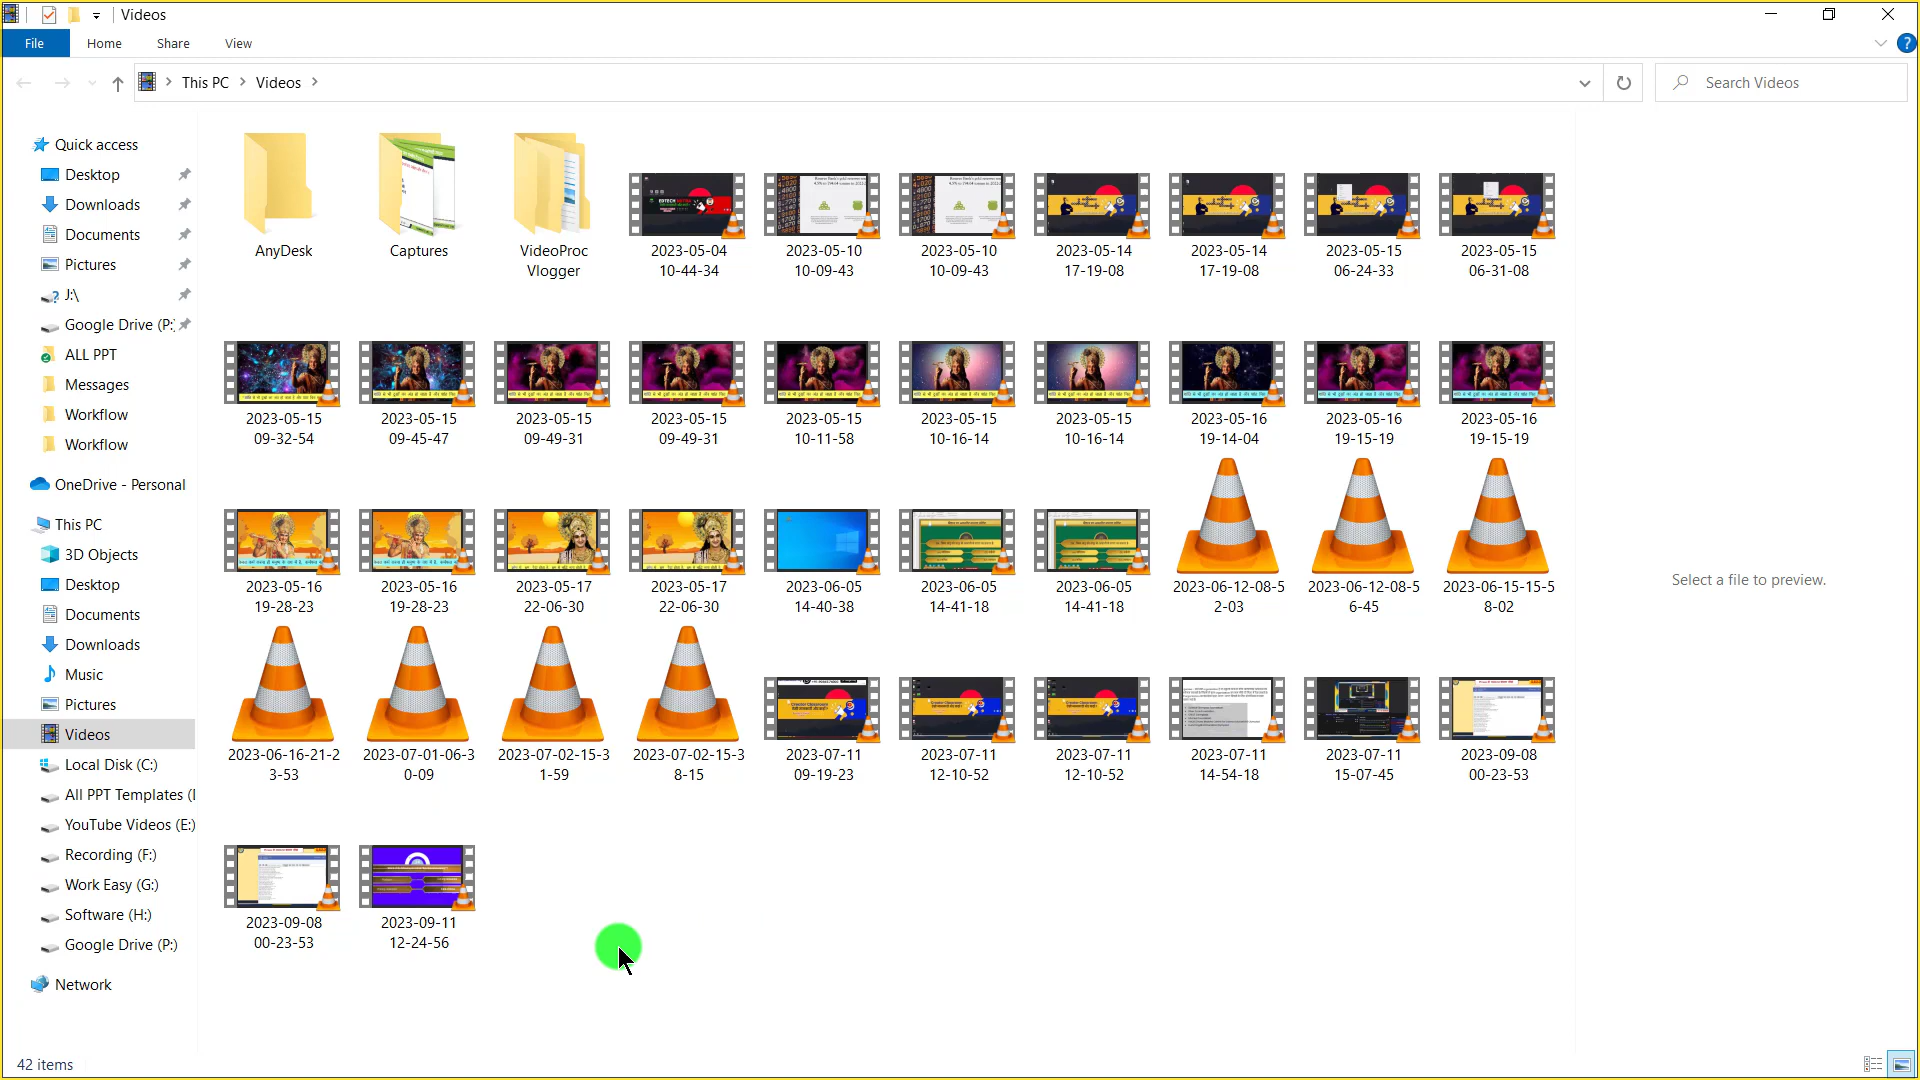 Videos
File Home Share View
This PC Videos
Search Videos
Quick access
Desktop
Downloads
Documents
Pictures
J:\
Google Drive (P:)
ALL PPT
Messages
Workflow
Workflow
OneDrive - Personal
This PC
3D Objects
Desktop
Documents
Downloads
Music
Pictures
Videos
Local Disk (C:)
All PPT Templates (
YouTube Videos (E:)
Recording (F:)
Work Easy (G:)
Software (H:)
Google Drive (P:)
Network
AnyDesk
Captures
VideoProc
Vlogger
2023-05-04
10-44-34
2023-05-10
10-09-43
2023-05-10
10-09-43
2023-05-14
17-19-08
2023-05-14
17-19-08
2023-05-15
06-24-33
2023-05-15
06-31-08
2023-05-15
09-32-54
2023-05-15
09-45-47
2023-05-15
09-49-31
2023-05-15
09-49-31
2023-05-15
10-11-58
2023-05-15
10-16-14
2023-05-15
10-16-14
2023-05-16
19-14-04
2023-05-16
19-15-19
2023-05-16
19-15-19
2023-05-16
19-28-23
2023-05-16
19-28-23
2023-05-17
22-06-30
2023-05-17
22-06-30
2023-06-05
14-40-38
2023-06-05
14-41-18
2023-06-05
14-41-18
2023-06-12-08-5
2-03
2023-06-12-08-5
6-45
2023-06-15-15-5
8-02
2023-06-16-21-2
3-53
2023-07-01-06-3
0-09
2023-07-02-15-3
1-59
2023-07-02-15-3
8-15
2023-07-11
09-19-23
2023-07-11
12-10-52
2023-07-11
12-10-52
2023-07-11
14-54-18
2023-07-11
15-07-45
2023-09-08
00-23-53
2023-09-08
00-23-53
2023-09-11
12-24-56
Select a file to preview.
42 items